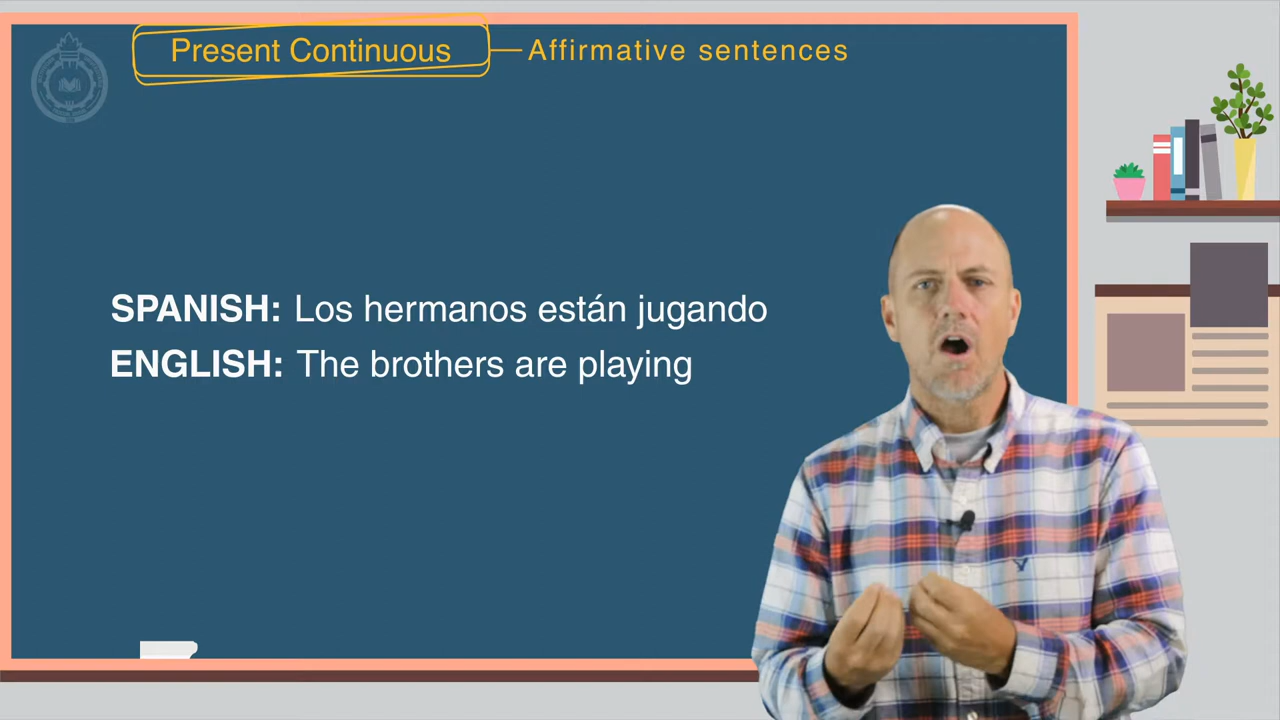 Present Continuous Affirmative sentences
SPANISH: Los hermanos están jugando
ENGLISH: The brothers are playing